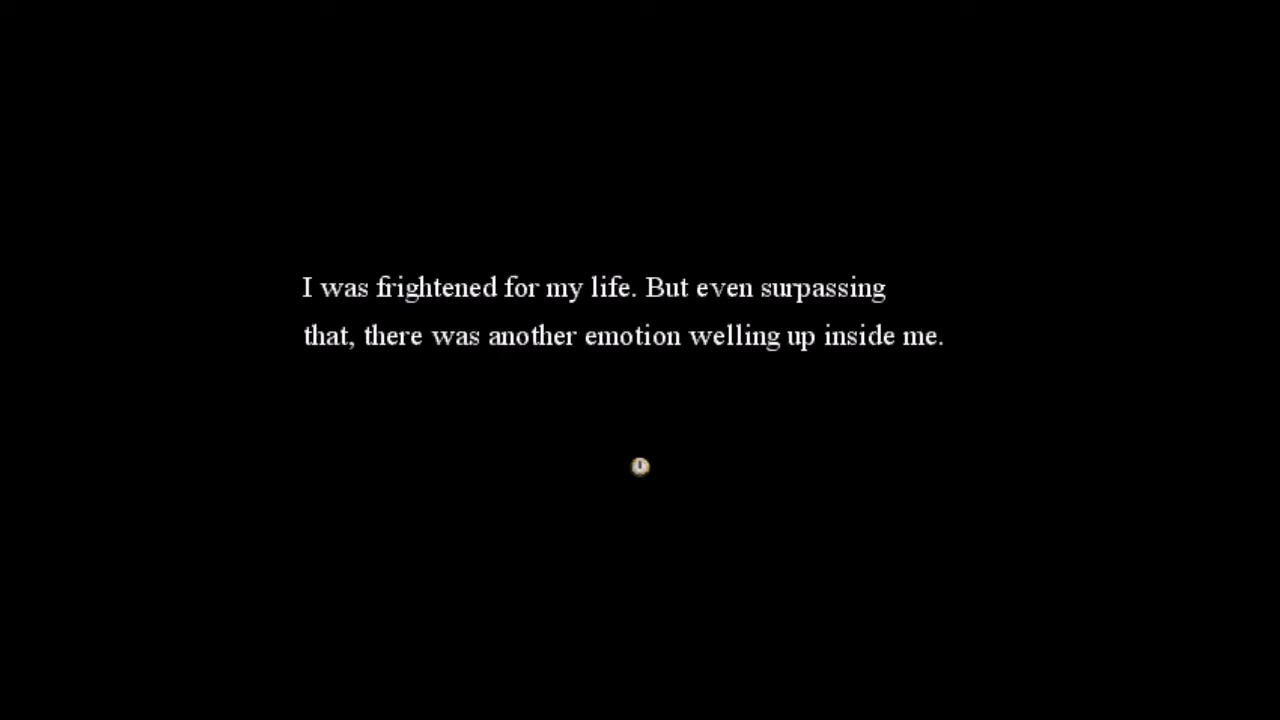 I was frightened for my life. But even surpassing
that, there was another emotion welling up inside me.